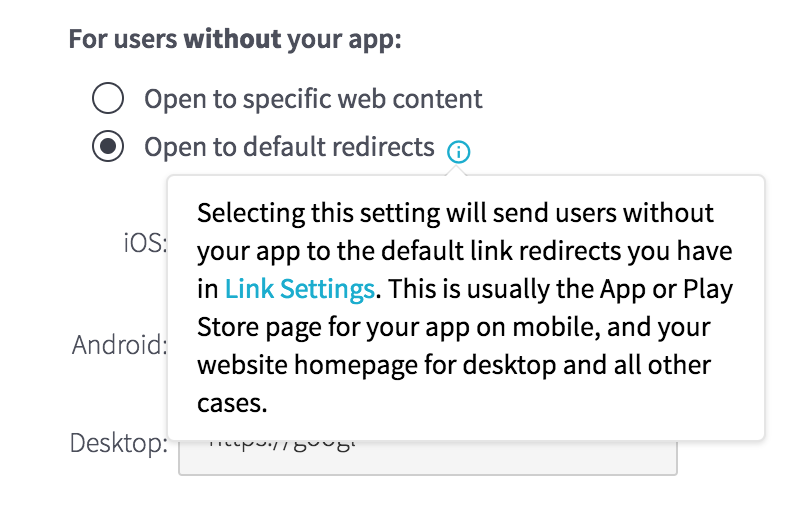 For users without your app:
Open to specific web content
Open to default redirects
Selecting this setting will send users without
your app to the default link redirects you have
in Link Settings. This is usually the App or Play
Store page for your app on mobile, and your
website homepage for desktop and all other
cases.
iOS:
Android:
Desktop: